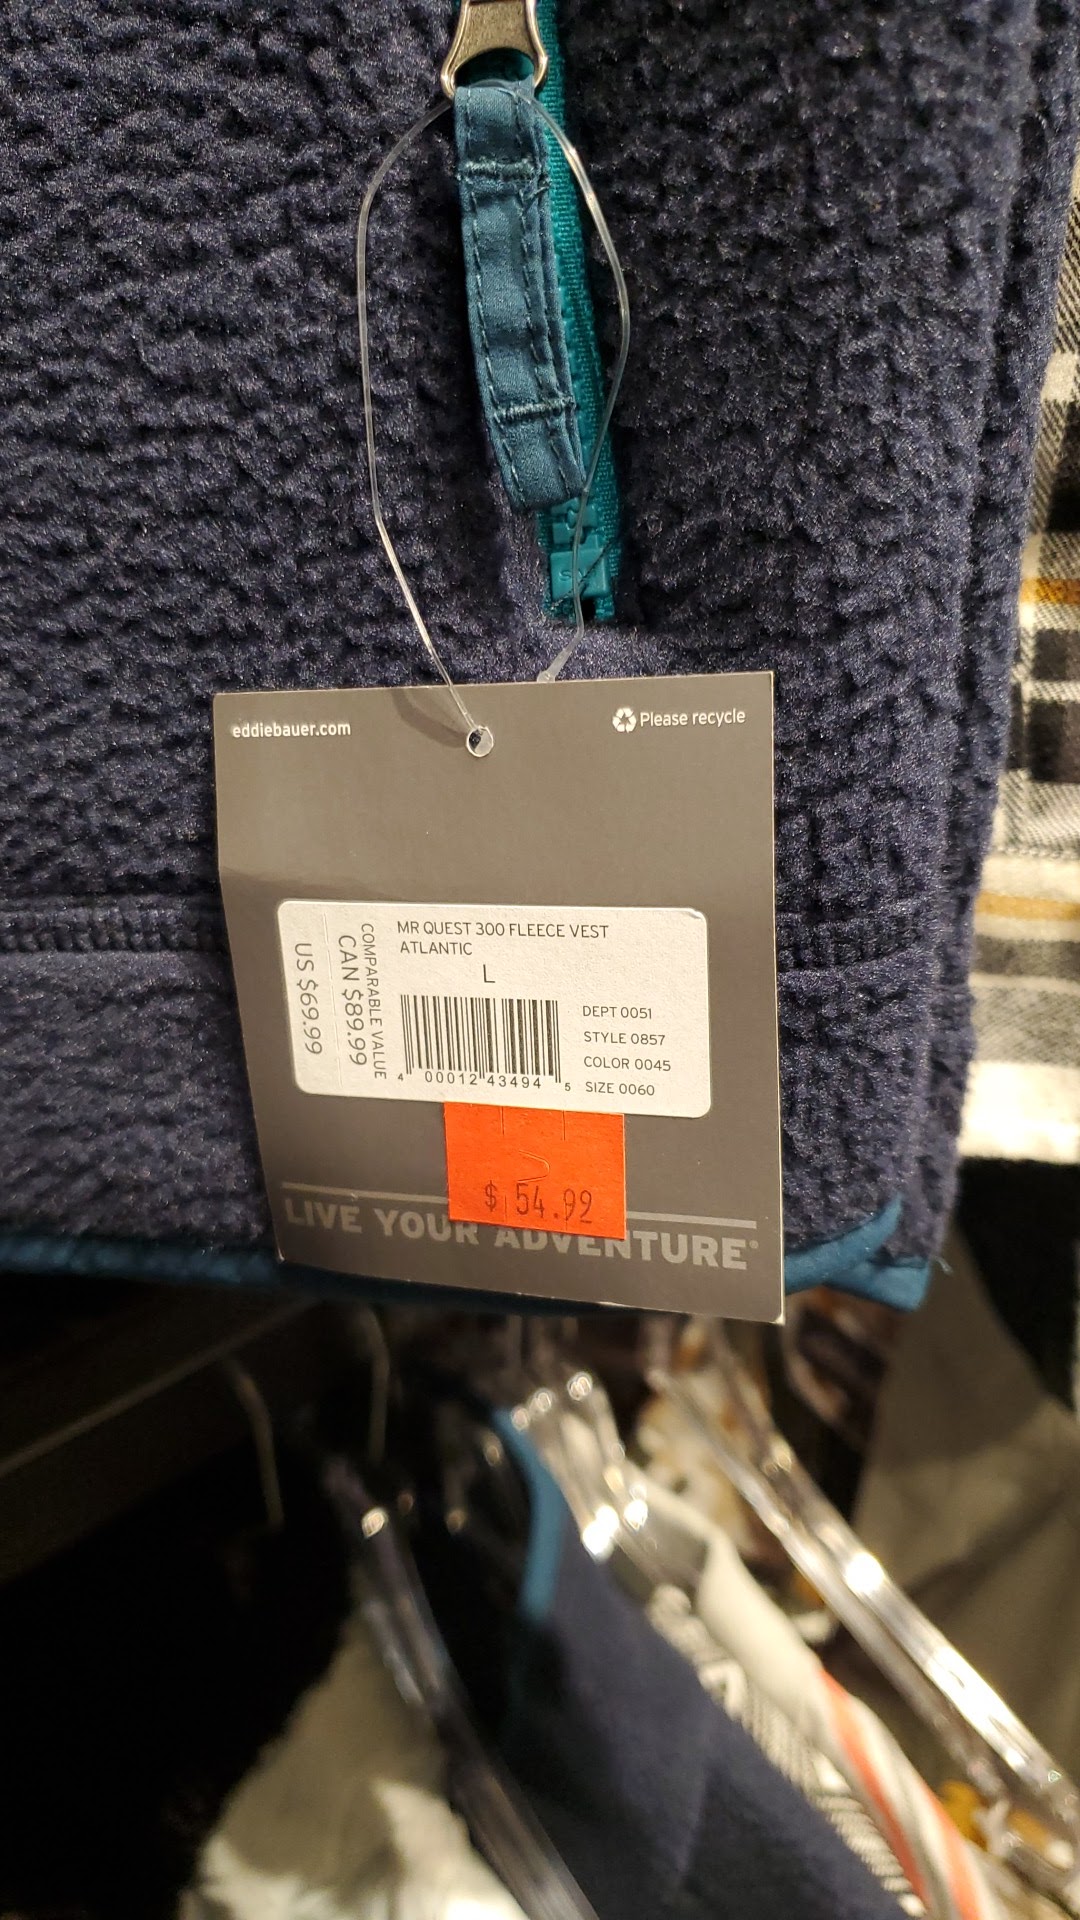 eddiebauer.com
Please recycle
MR QUEST 300 FLEECE VEST
ATLANTIC
L
COMPARABLE VALUE
CAN $89.99
US $69.99
DEPT 0051
STYLE 0857
COLOR 0045
SIZE 0060
4 00012 43494 5
$ 54.92
LIVE YOUR ADVENTURE®